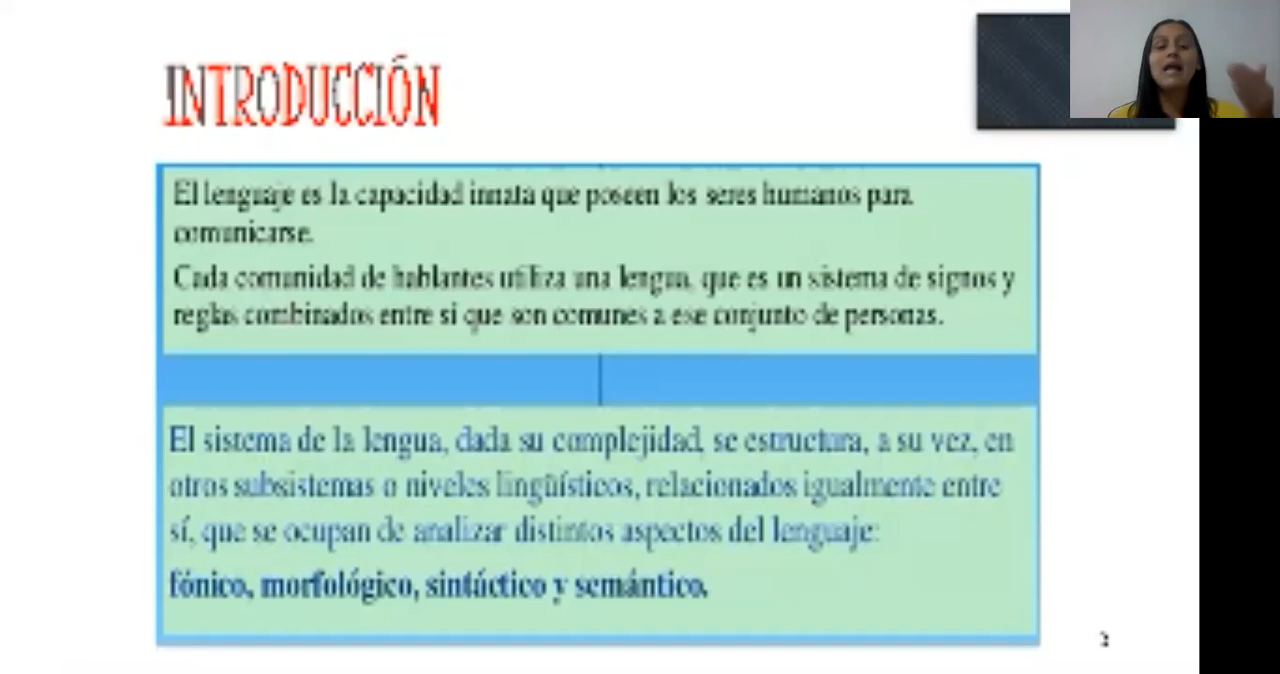 INTRODUCCIÓN
El lenguaje es la capacidad innata que poseen los seres humanos para
comunicarse.
Cada comunidad de hablantes utiliza una lengua, que es un sistema de signos y
reglas combinados entre sí que son comunes a ese conjunto de personas.
El sistema de la lengua, dada su complejidad, se estructura, a su vez, en
otros subsistemas o niveles lingüísticos, relacionados igualmente entre
sí, que se ocupan de analizar distintos aspectos del lenguaje:
fónico, morfológico, sintáctico y semántico.